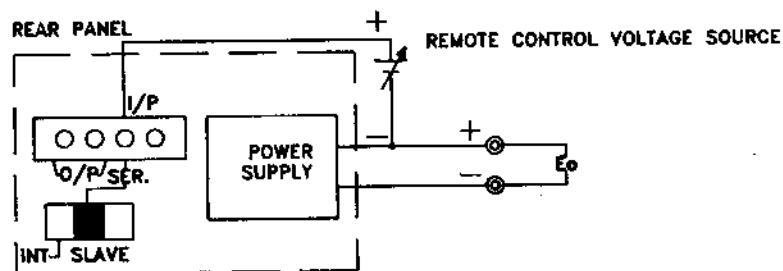 REAR PANEL
+
REMOTE CONTROL VOLTAGE SOURCE
I/P
−
+
POWER
SUPPLY
O/P SER.
−
Eo
INT SLAVE